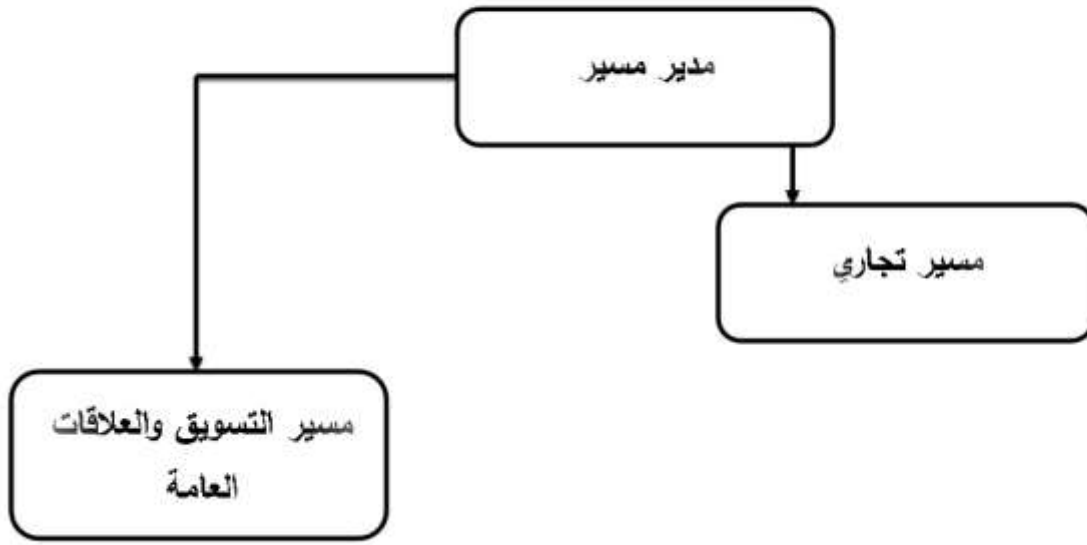 مدير مسير
مسير تجاري
مسير التسويق والعلاقات
العامة